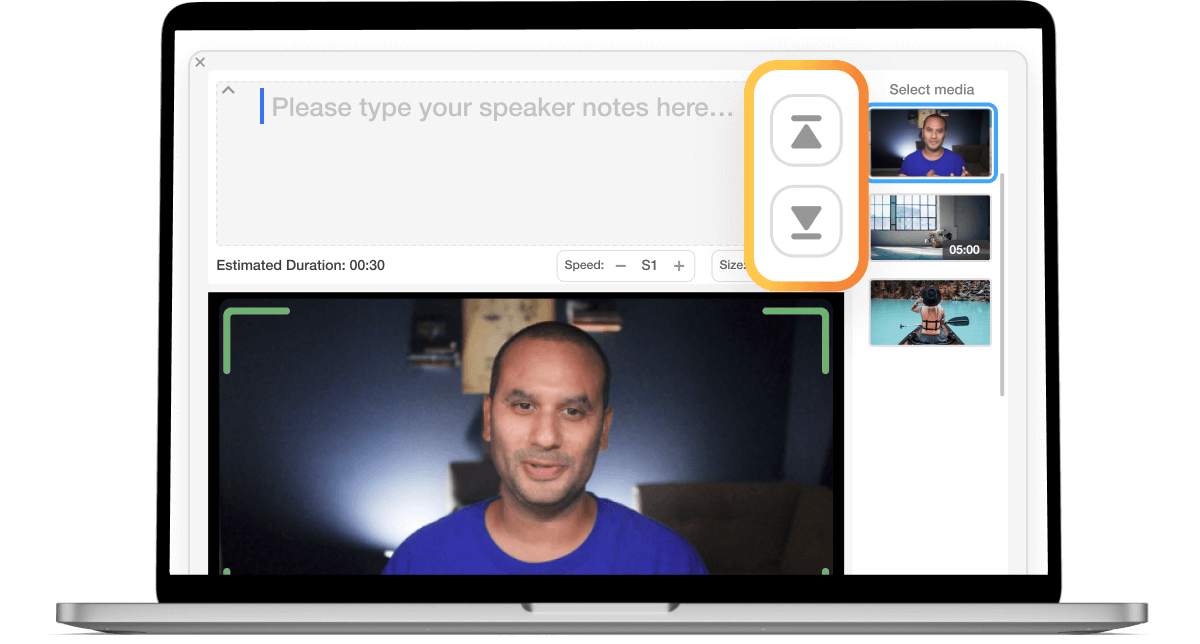 Please type your speaker notes here...
Select media
05:00
Estimated Duration: 00:30
Speed: – S1 +
Size: